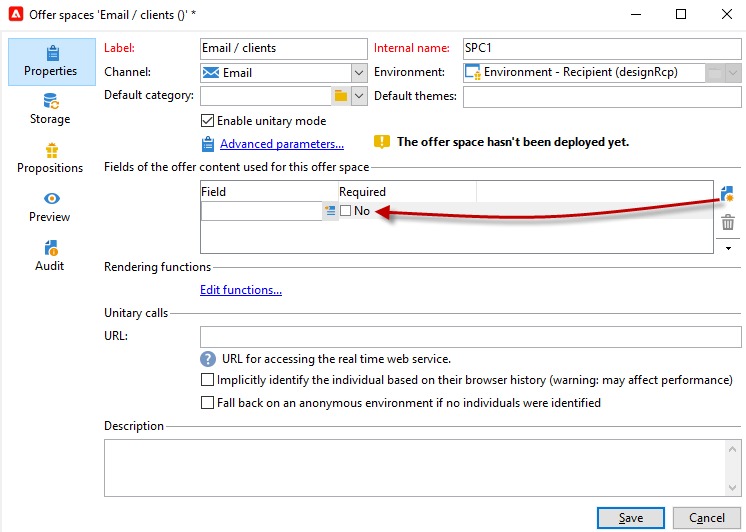 Offer spaces 'Email / clients ()' *
Properties
Storage
Propositions
Preview
Audit
Label: Email / clients Internal name: SPC1
Channel: Email Environment: Environment - Recipient (designRcp)
Default category: Default themes:
Enable unitary mode
Advanced parameters... The offer space hasn't been deployed yet.
Fields of the offer content used for this offer space
Field Required
No
Rendering functions
Edit functions...
Unitary calls
URL:
? URL for accessing the real time web service.
Implicitly identify the individual based on their browser history (warning: may affect performance)
Fall back on an anonymous environment if no individuals were identified
Description
Save Cancel